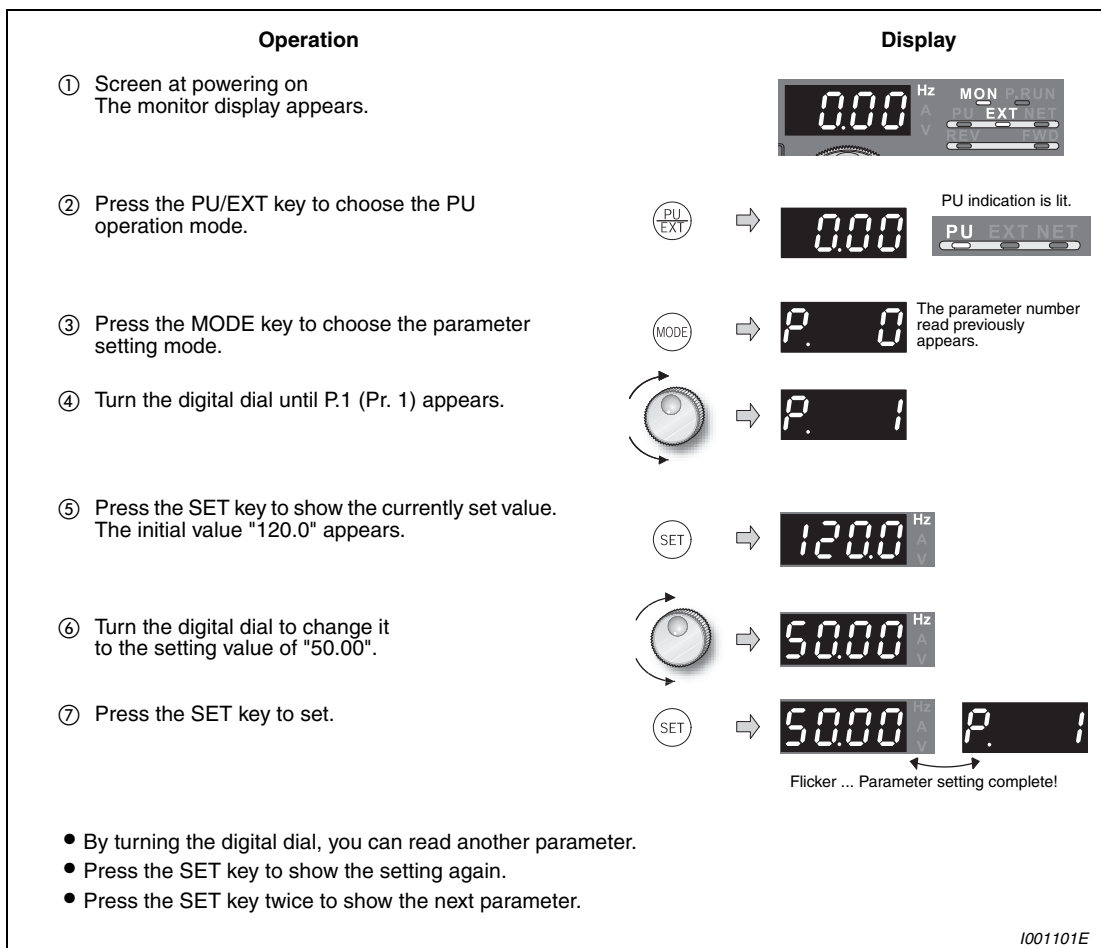 Operation Display
① Screen at powering on
The monitor display appears.
0.00 Hz A V MON P.RUN PU EXT NET REV FWD
② Press the PU/EXT key to choose the PU
operation mode.
PU
EXT
0.00
PU indication is lit.
PU EXT NET
③ Press the MODE key to choose the parameter
setting mode.
MODE
P. 0
The parameter number
read previously
appears.
④ Turn the digital dial until P.1 (Pr. 1) appears.
P. 1
⑤ Press the SET key to show the currently set value.
The initial value "120.0" appears.
SET
120.0 Hz A V
⑥ Turn the digital dial to change it
to the setting value of "50.00".
50.00 Hz A V
⑦ Press the SET key to set.
SET
50.00 Hz A V P. 1
Flicker ... Parameter setting complete!
● By turning the digital dial, you can read another parameter.
● Press the SET key to show the setting again.
● Press the SET key twice to show the next parameter.
I001101E